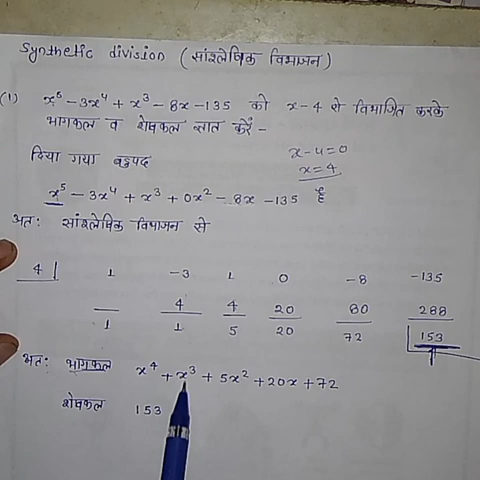 Synthetic division (सांश्लेषिक विभाजन)
(1) x⁵ - 3x⁴ + x³ - 8x - 135 को x - 4 से विभाजित करके
भागफल व शेषफल ज्ञात करें -
दिया गया बहुपद
x - 4 = 0
x = 4
x⁵ - 3x⁴ + x³ + 0x² - 8x - 135 है
अतः सांश्लेषिक विभाजन से
4| 1 -3 1 0 -8 -135
4 4 20 80 288
1 1 5 20 72 153
अतः भागफल x⁴ + x³ + 5x² + 20x + 72
शेषफल 153